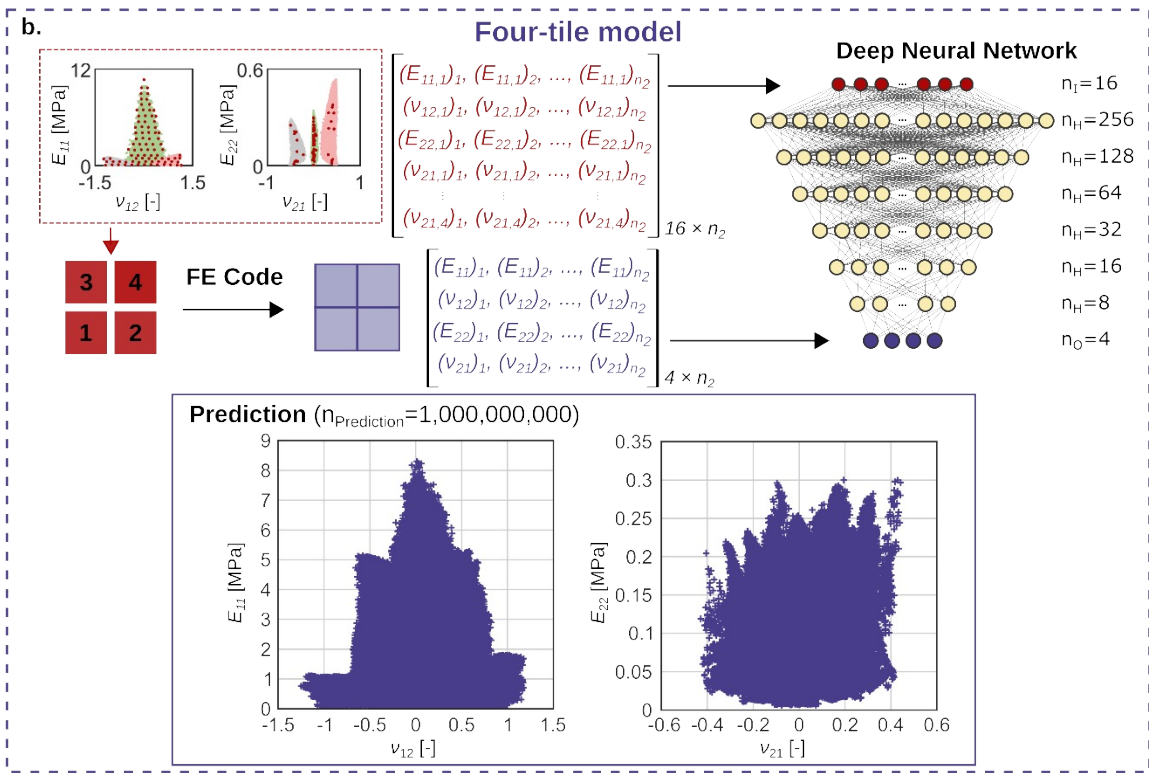 b.
Four-tile model
12
0
E₁₁ [MPa]
-1.5
1.5
ν₁₂ [-]
0.6
0
E₂₂ [MPa]
-1
1
ν₂₁ [-]
(E₁₁,₁)₁, (E₁₁,₁)₂, ..., (E₁₁,₁)ₙ₂
(ν₁₂,₁)₁, (ν₁₂,₁)₂, ..., (ν₁₂,₁)ₙ₂
(E₂₂,₁)₁, (E₂₂,₁)₂, ..., (E₂₂,₁)ₙ₂
(ν₂₁,₁)₁, (ν₂₁,₁)₂, ..., (ν₂₁,₁)ₙ₂
⋮ ⋮ ⋮
(ν₂₁,₄)₁, (ν₂₁,₄)₂, ..., (ν₂₁,₄)ₙ₂
16 × n₂
Deep Neural Network
... nI=16
... nH=256
... nH=128
... nH=64
... nH=32
... nH=16
... nH=8
nO=4
3 4
1 2
FE Code
(E₁₁)₁, (E₁₁)₂, ..., (E₁₁)ₙ₂
(ν₁₂)₁, (ν₁₂)₂, ..., (ν₁₂)ₙ₂
(E₂₂)₁, (E₂₂)₂, ..., (E₂₂)ₙ₂
(ν₂₁)₁, (ν₂₁)₂, ..., (ν₂₁)ₙ₂
4 × n₂
Prediction (nPrediction=1,000,000,000)
9
8
7
6
5
4
3
2
1
0
E₁₁ [MPa]
-1.5 -1 -0.5 0 0.5 1 1.5
ν₁₂ [-]
0.35
0.3
0.25
0.2
0.15
0.1
0.05
0
E₂₂ [MPa]
-0.6 -0.4 -0.2 0 0.2 0.4 0.6
ν₂₁ [-]